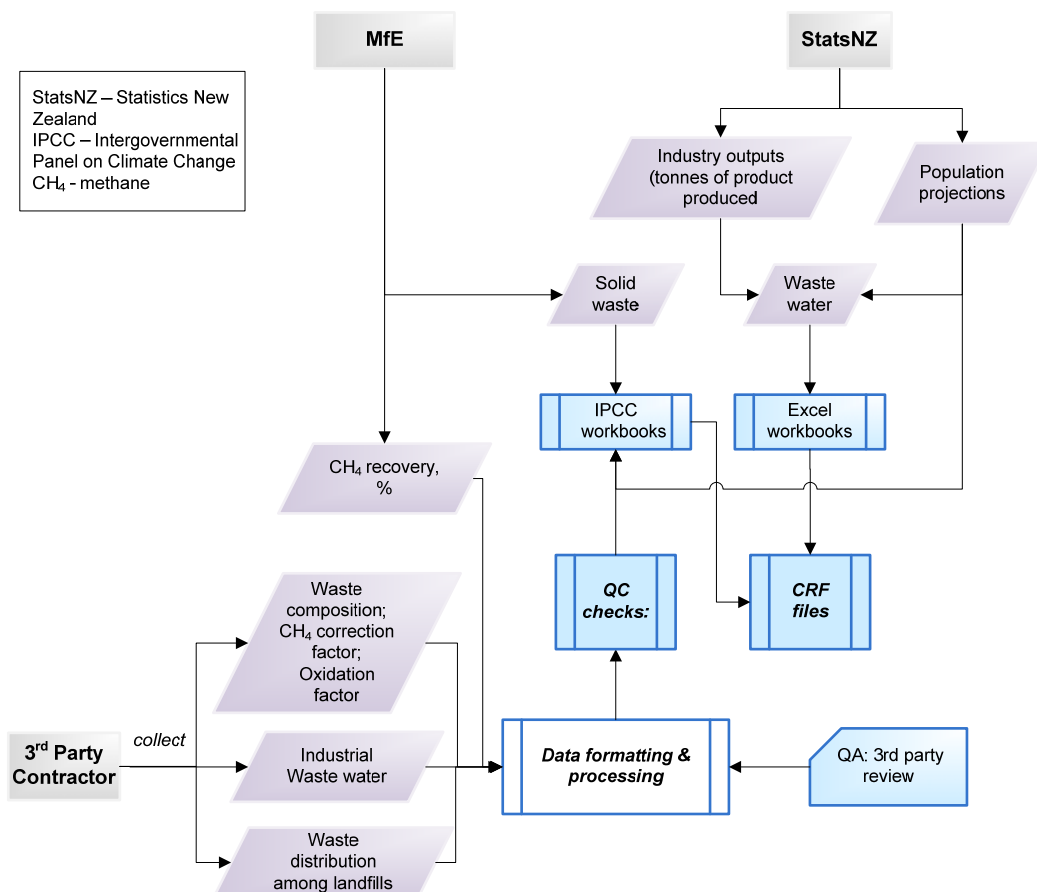 MfE
StatsNZ
StatsNZ – Statistics New
Zealand
IPCC – Intergovernmental
Panel on Climate Change
CH₄ - methane
Industry outputs
(tonnes of product
produced
Population
projections
Solid
waste
Waste
water
IPCC
workbooks
Excel
workbooks
CH₄ recovery,
%
QC
checks:
CRF
files
Waste
composition;
CH₄ correction
factor;
Oxidation
factor
3rd Party
Contractor
collect
Industrial
Waste water
Data formatting &
processing
QA: 3rd party
review
Waste
distribution
among landfills